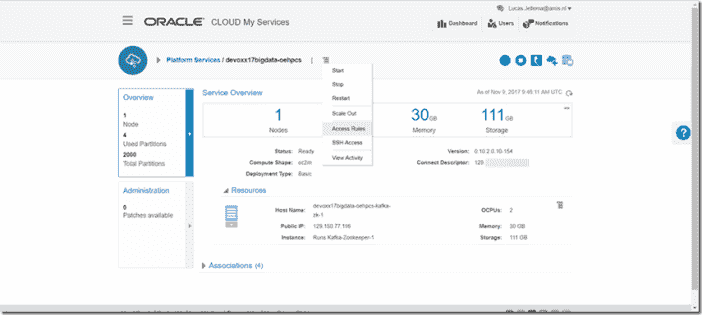 Lucas.Jellema@amis.nl
ORACLE CLOUD My Services
Dashboard Users Notifications
Platform Services / devoxx17bigdata-oehpcs
Start
Stop
Restart
Scale Out
Access Rules
SSH Access
View Activity
Overview
1
Node
4
Used Partitions
2000
Total Partitions
Administration
0
Patches available
Service Overview
As of Nov 9, 2017 9:49:11 AM UTC
1
Nodes
30 GB
Memory
111 GB
Storage
Status: Ready
Version: 0.10.2.0.10-154
Compute Shape: oc2m
Connect Descriptor: 129
Deployment Type: Basic
Resources
Host Name: devoxx17bigdata-oehpcs-kafka-
zk-1
OCPUs: 2
Public IP: 129.150.77.116
Memory: 30 GB
Instance: Runs Kafka-Zookeeper-1
Storage: 111 GB
Associations (4)
?